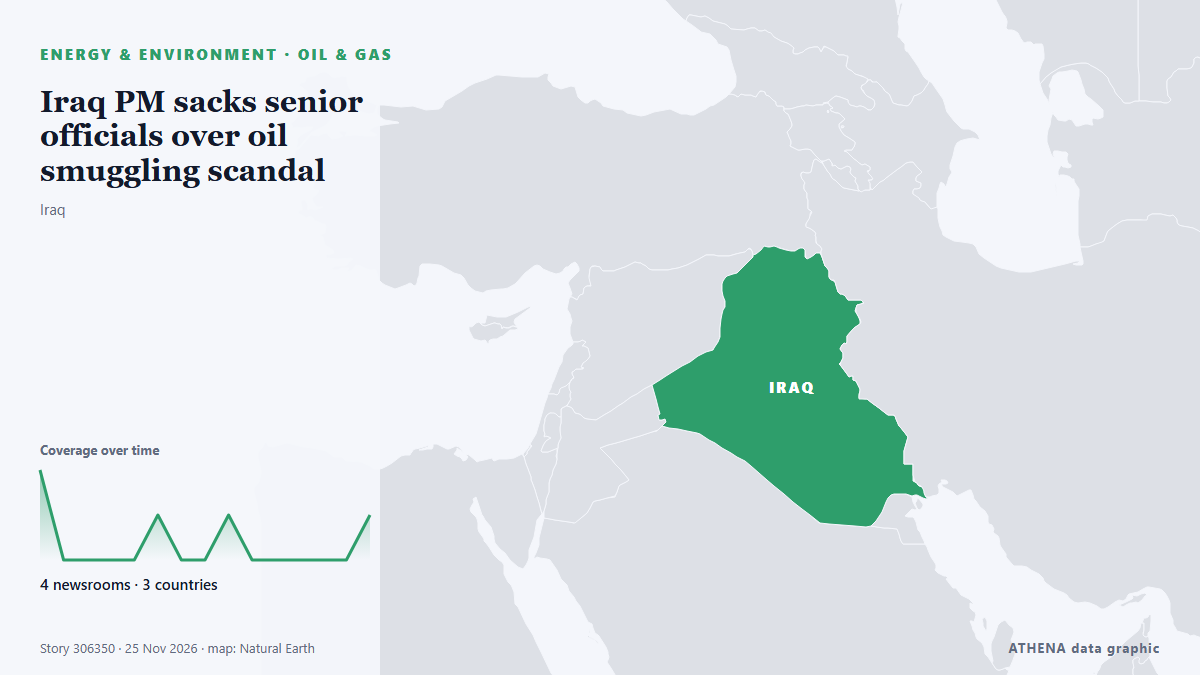 ENERGY & ENVIRONMENT · OIL & GAS
Iraq PM sacks senior
officials over oil
smuggling scandal
Iraq
IRAQ
Coverage over time
4 newsrooms · 3 countries
Story 306350 · 25 Nov 2026 · map: Natural Earth
ATHENA data graphic